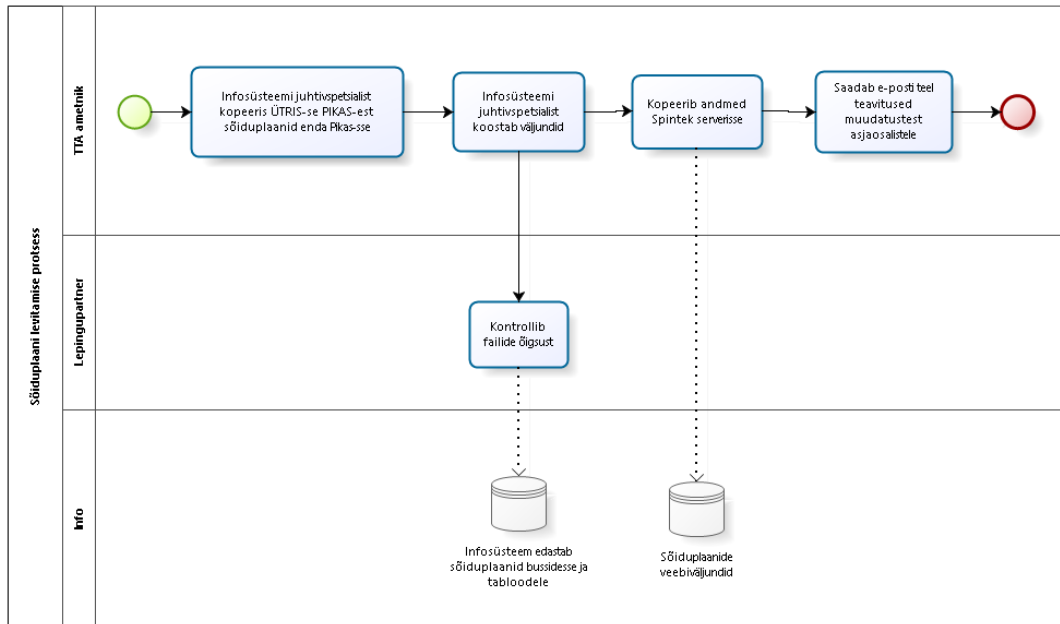 Sõiduplaani levitamise protsess
TTA ametnik
Infosüsteemi juhtivspetsialist
kopeeris ÜTRIS-se PIKAS-est
sõiduplaanid enda Pikas-sse
Infosüsteemi
juhtivspetsialist
koostab väljundid
Kopeerib andmed
Spintek serverisse
Saadab e-posti teel
teavitused
muudatustest
asjaosalistele
Lepingupartner
Kontrollib
failide õigsust
Info
Infosüsteem edastab
sõiduplaanid bussidesse ja
tabloodele
Sõiduplaanide
veebiväljundid